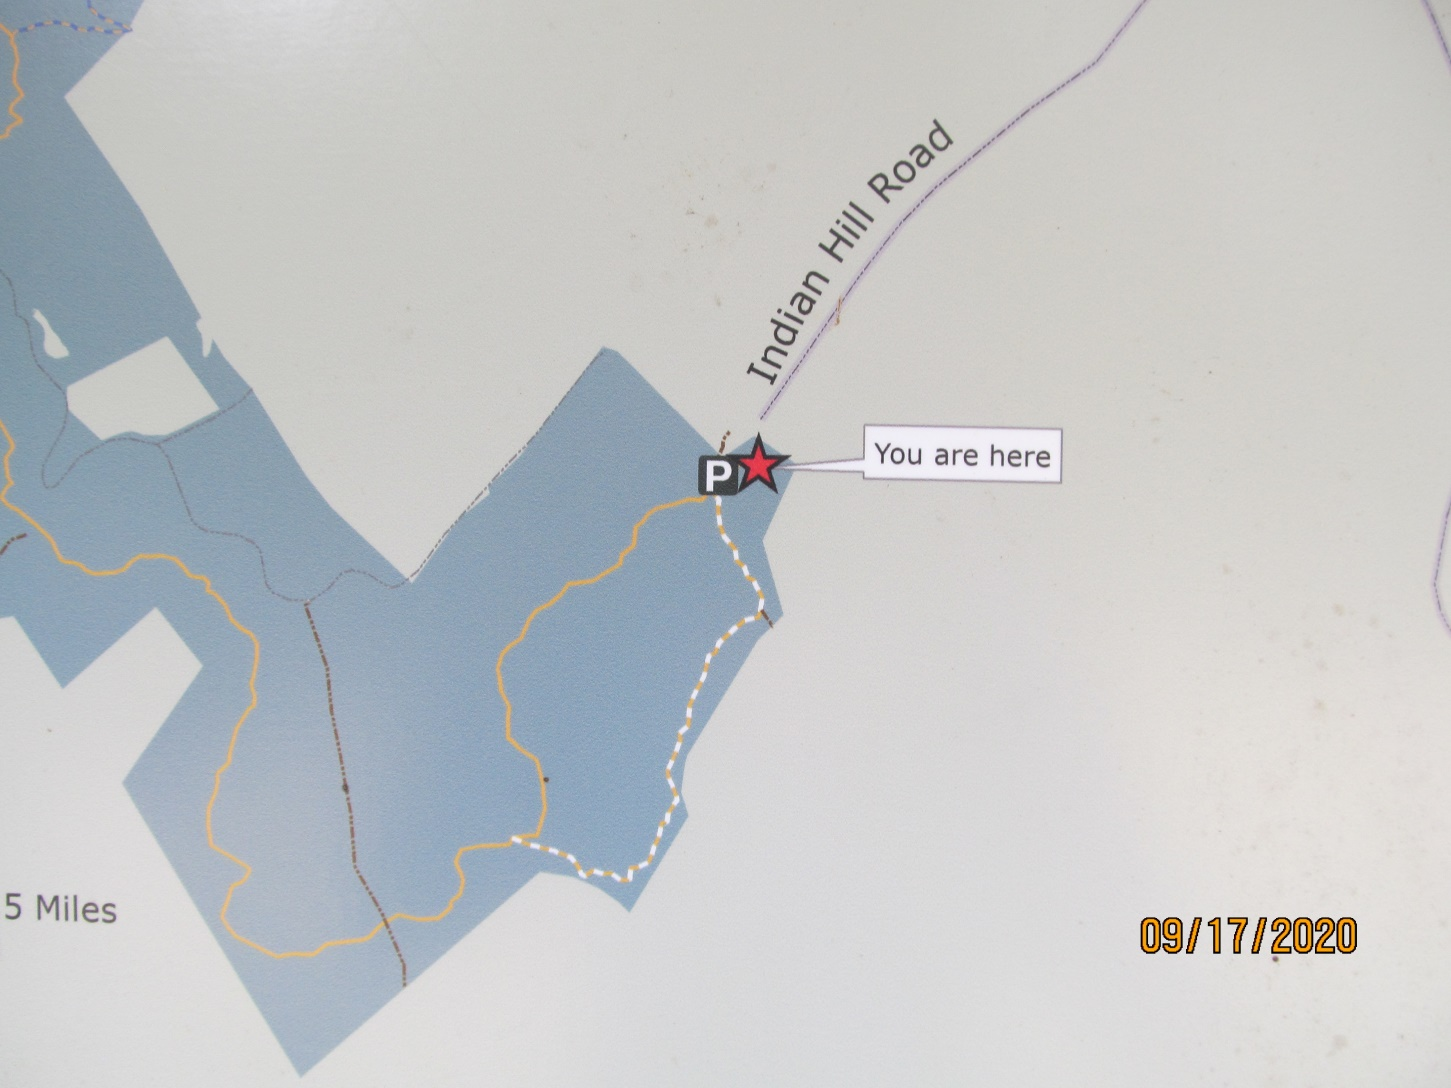 Indian Hill Road
P
You are here
5 Miles
09/17/2020